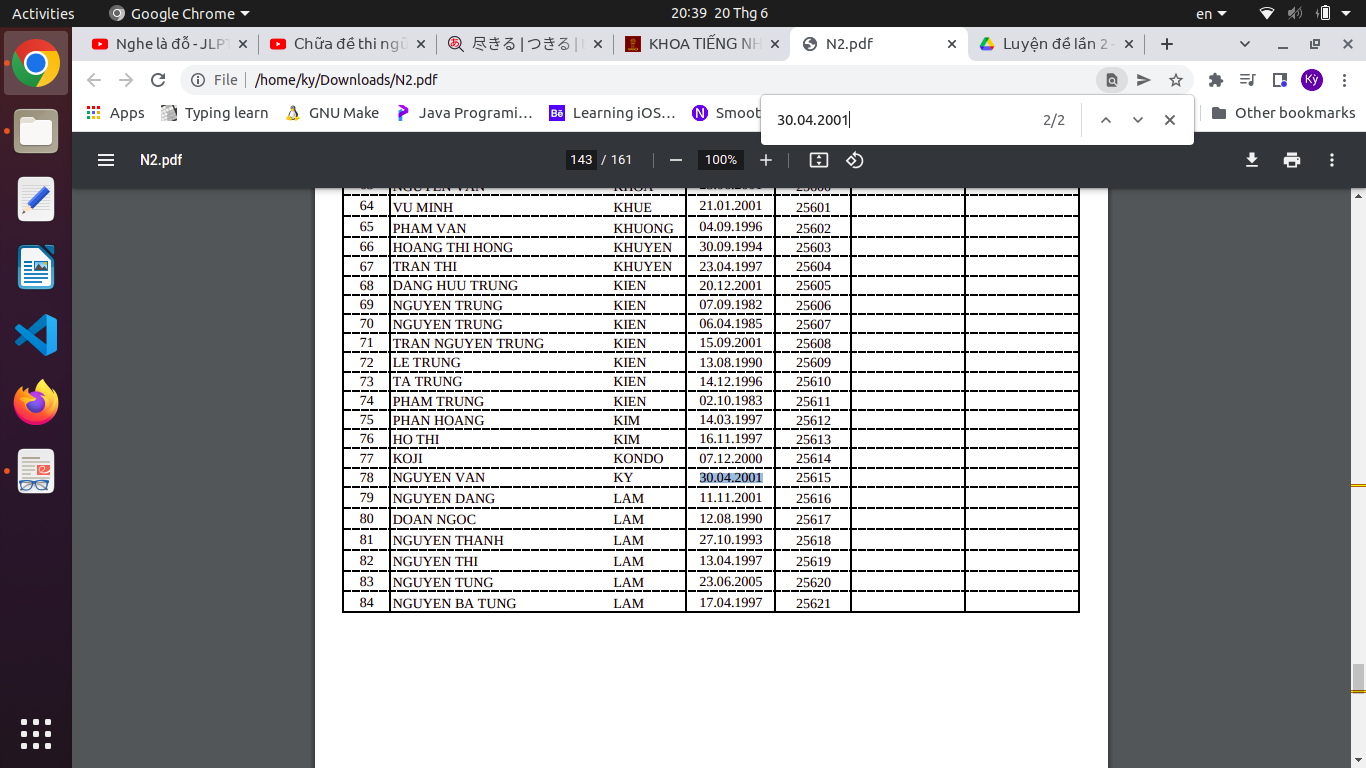 Activities Google Chrome 20:39 20 Thg 6 en
Nghe là đỗ - JLPT Chữa đề thi ngũ 尽きる | つきる | KHOA TIẾNG NH N2.pdf Luyện đề lần 2 -
File /home/ky/Downloads/N2.pdf Kỳ
Apps Typing learn GNU Make Java Programi… Learning iOS… Smoot Other bookmarks
30.04.2001 2/2
N2.pdf 143 / 161 100%
64 VU MINH KHUE 21.01.2001 25601
65 PHAM VAN KHUONG 04.09.1996 25602
66 HOANG THI HONG KHUYEN 30.09.1994 25603
67 TRAN THI KHUYEN 23.04.1997 25604
68 DANG HUU TRUNG KIEN 20.12.2001 25605
69 NGUYEN TRUNG KIEN 07.09.1982 25606
70 NGUYEN TRUNG KIEN 06.04.1985 25607
71 TRAN NGUYEN TRUNG KIEN 15.09.2001 25608
72 LE TRUNG KIEN 13.08.1990 25609
73 TA TRUNG KIEN 14.12.1996 25610
74 PHAM TRUNG KIEN 02.10.1983 25611
75 PHAN HOANG KIM 14.03.1997 25612
76 HO THI KIM 16.11.1997 25613
77 KOJI KONDO 07.12.2000 25614
78 NGUYEN VAN KY 30.04.2001 25615
79 NGUYEN DANG LAM 11.11.2001 25616
80 DOAN NGOC LAM 12.08.1990 25617
81 NGUYEN THANH LAM 27.10.1993 25618
82 NGUYEN THI LAM 13.04.1997 25619
83 NGUYEN TUNG LAM 23.06.2005 25620
84 NGUYEN BA TUNG LAM 17.04.1997 25621